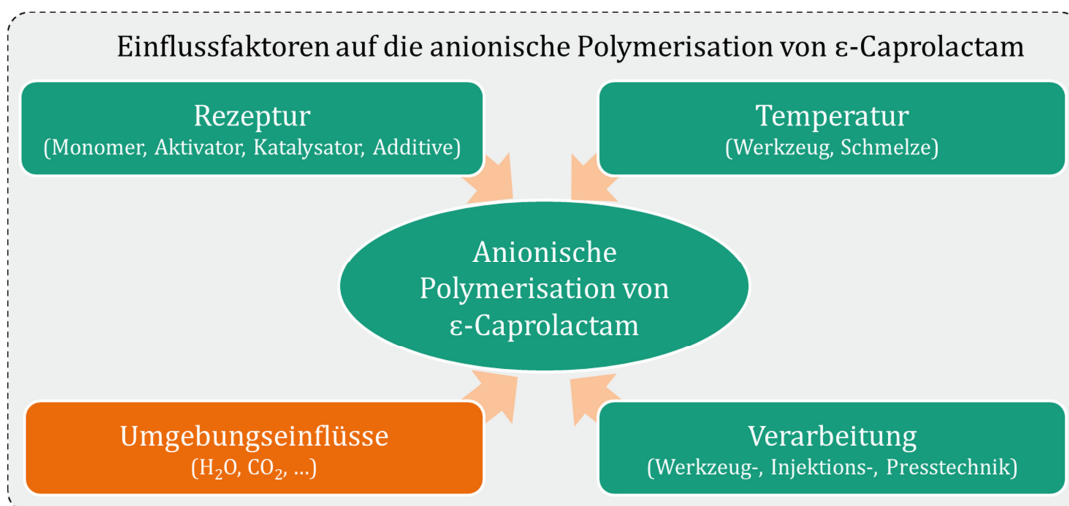 Einflussfaktoren auf die anionische Polymerisation von ε-Caprolactam
Rezeptur
(Monomer, Aktivator, Katalysator, Additive)
Temperatur
(Werkzeug, Schmelze)
Anionische
Polymerisation von
ε-Caprolactam
Umgebungseinflüsse
(H₂O, CO₂, ...)
Verarbeitung
(Werkzeug-, Injektions-, Presstechnik)